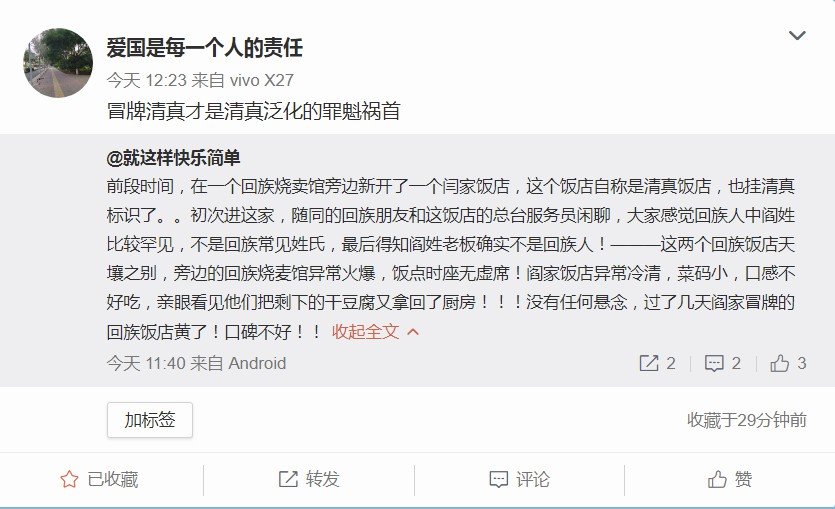 爱国是每一个人的责任
今天 12:23 来自 vivo X27
冒牌清真才是清真泛化的罪魁祸首
@就这样快乐简单
前段时间，在一个回族烧卖馆旁边新开了一个闫家饭店，这个饭店自称是清真饭店，也挂清真
标识了。。初次进这家，随同的回族朋友和这饭店的总台服务员闲聊，大家感觉回族人中阎姓
比较罕见，不是回族常见姓氏，最后得知阎姓老板确实不是回族人！———这两个回族饭店天
壤之别，旁边的回族烧麦馆异常火爆，饭点时座无虚席！阎家饭店异常冷清，菜码小，口感不
好吃，亲眼看见他们把剩下的干豆腐又拿回了厨房！！！没有任何悬念，过了几天阎家冒牌的
回族饭店黄了！口碑不好！！ 收起全文
今天 11:40 来自 Android 2 2 3
加标签 收藏于29分钟前
已收藏 转发 评论 赞